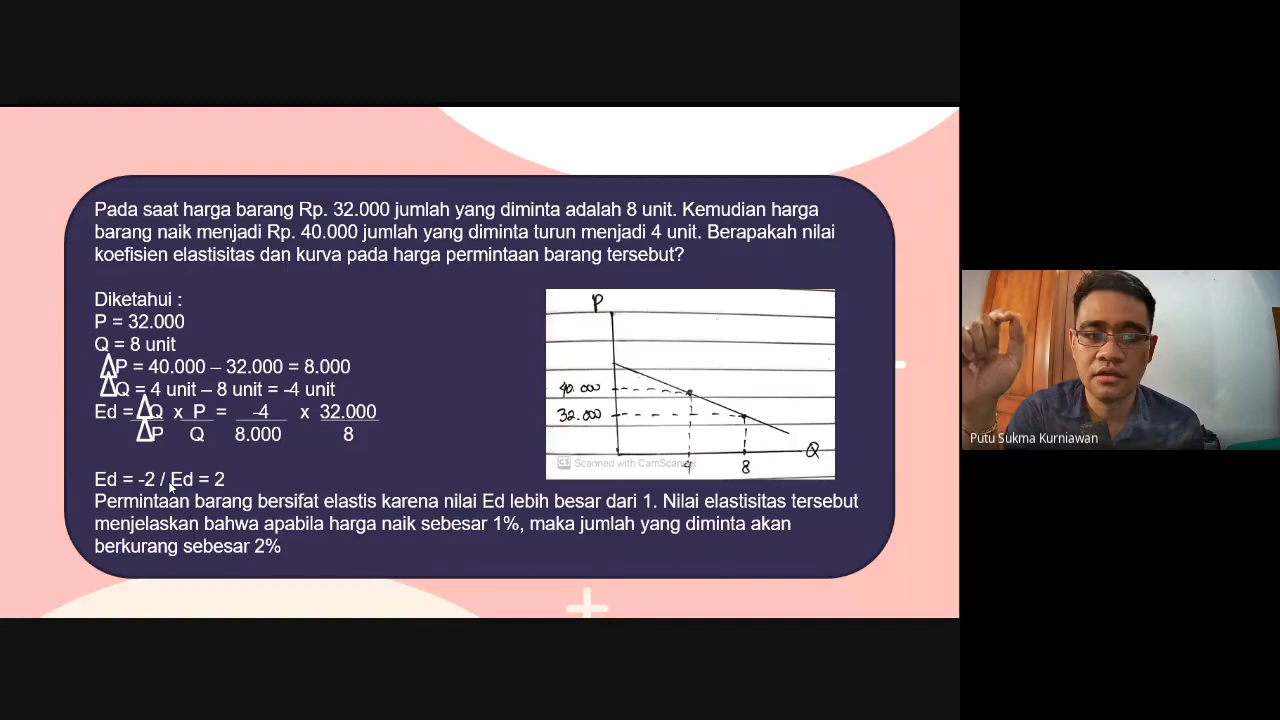 Pada saat harga barang Rp. 32.000 jumlah yang diminta adalah 8 unit. Kemudian harga
barang naik menjadi Rp. 40.000 jumlah yang diminta turun menjadi 4 unit. Berapakah nilai
koefisien elastisitas dan kurva pada harga permintaan barang tersebut?
Diketahui :
P = 32.000
Q = 8 unit
ΔP = 40.000 – 32.000 = 8.000
ΔQ = 4 unit – 8 unit = -4 unit
Ed = ΔQ x P = -4 x 32.000
ΔP Q 8.000 8
Ed = -2 / Ed = 2
Permintaan barang bersifat elastis karena nilai Ed lebih besar dari 1. Nilai elastisitas tersebut
menjelaskan bahwa apabila harga naik sebesar 1%, maka jumlah yang diminta akan
berkurang sebesar 2%
P
40.000
32.000
Q
4 8
CS Scanned with CamScanner
Putu Sukma Kurniawan